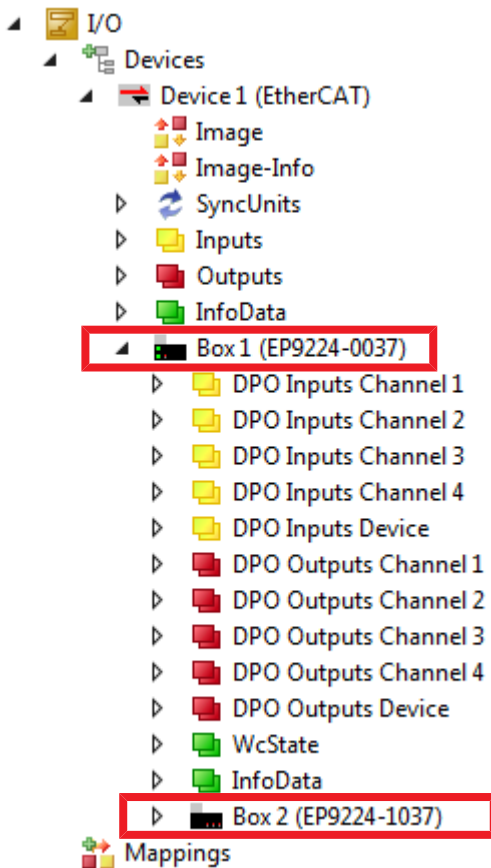 I/O
Devices
Device 1 (EtherCAT)
Image
Image-Info
SyncUnits
Inputs
Outputs
InfoData
Box 1 (EP9224-0037)
DPO Inputs Channel 1
DPO Inputs Channel 2
DPO Inputs Channel 3
DPO Inputs Channel 4
DPO Inputs Device
DPO Outputs Channel 1
DPO Outputs Channel 2
DPO Outputs Channel 3
DPO Outputs Channel 4
DPO Outputs Device
WcState
InfoData
Box 2 (EP9224-1037)
Mappings